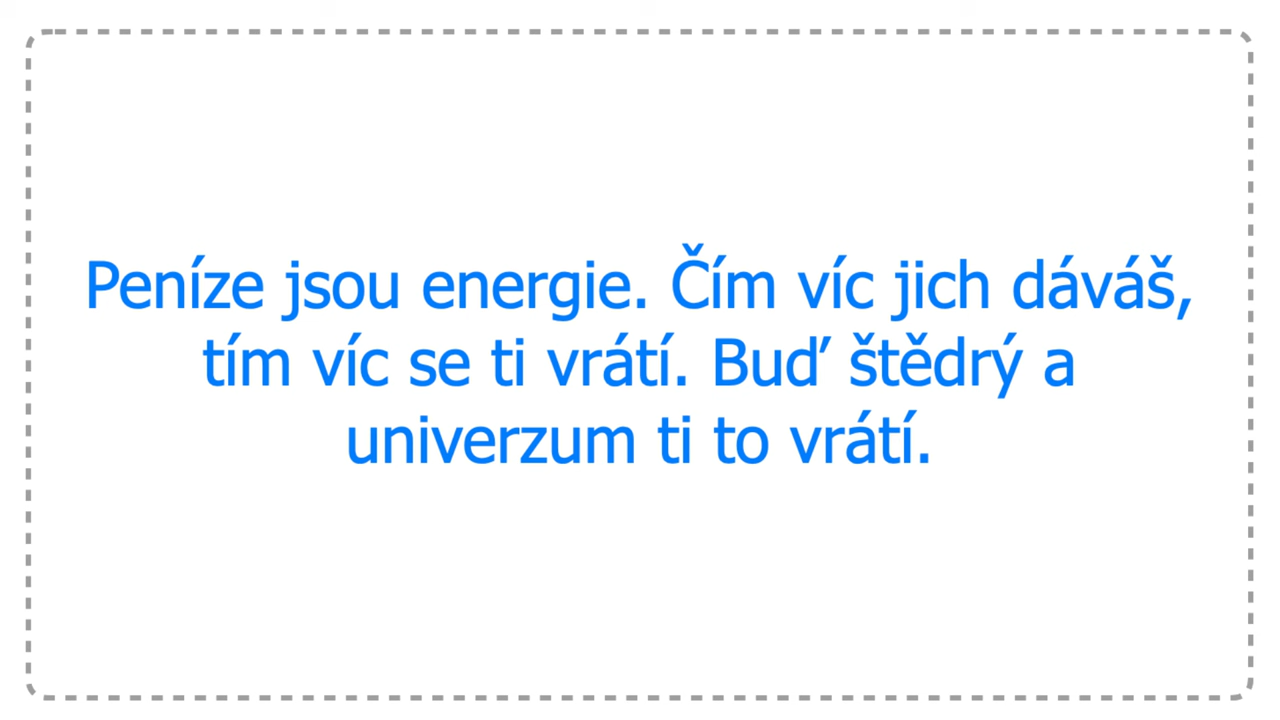 Peníze jsou energie. Čím víc jich dáváš,
tím víc se ti vrátí. Buď štědrý a
univerzum ti to vrátí.